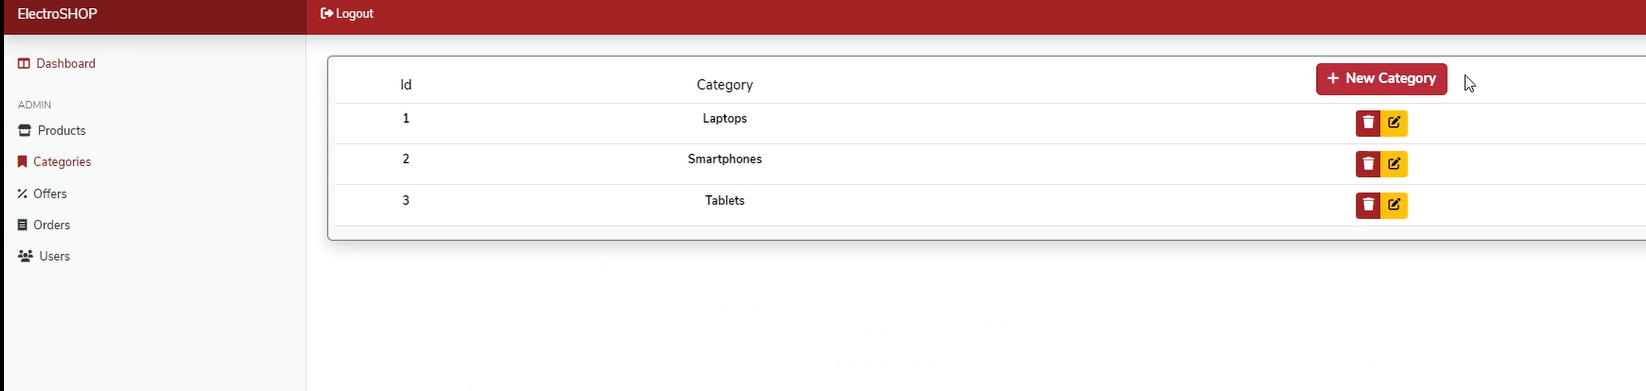 ElectroSHOP
Logout
Dashboard
ADMIN
Products
Categories
Offers
Orders
Users
Id Category + New Category
1 Laptops
2 Smartphones
3 Tablets